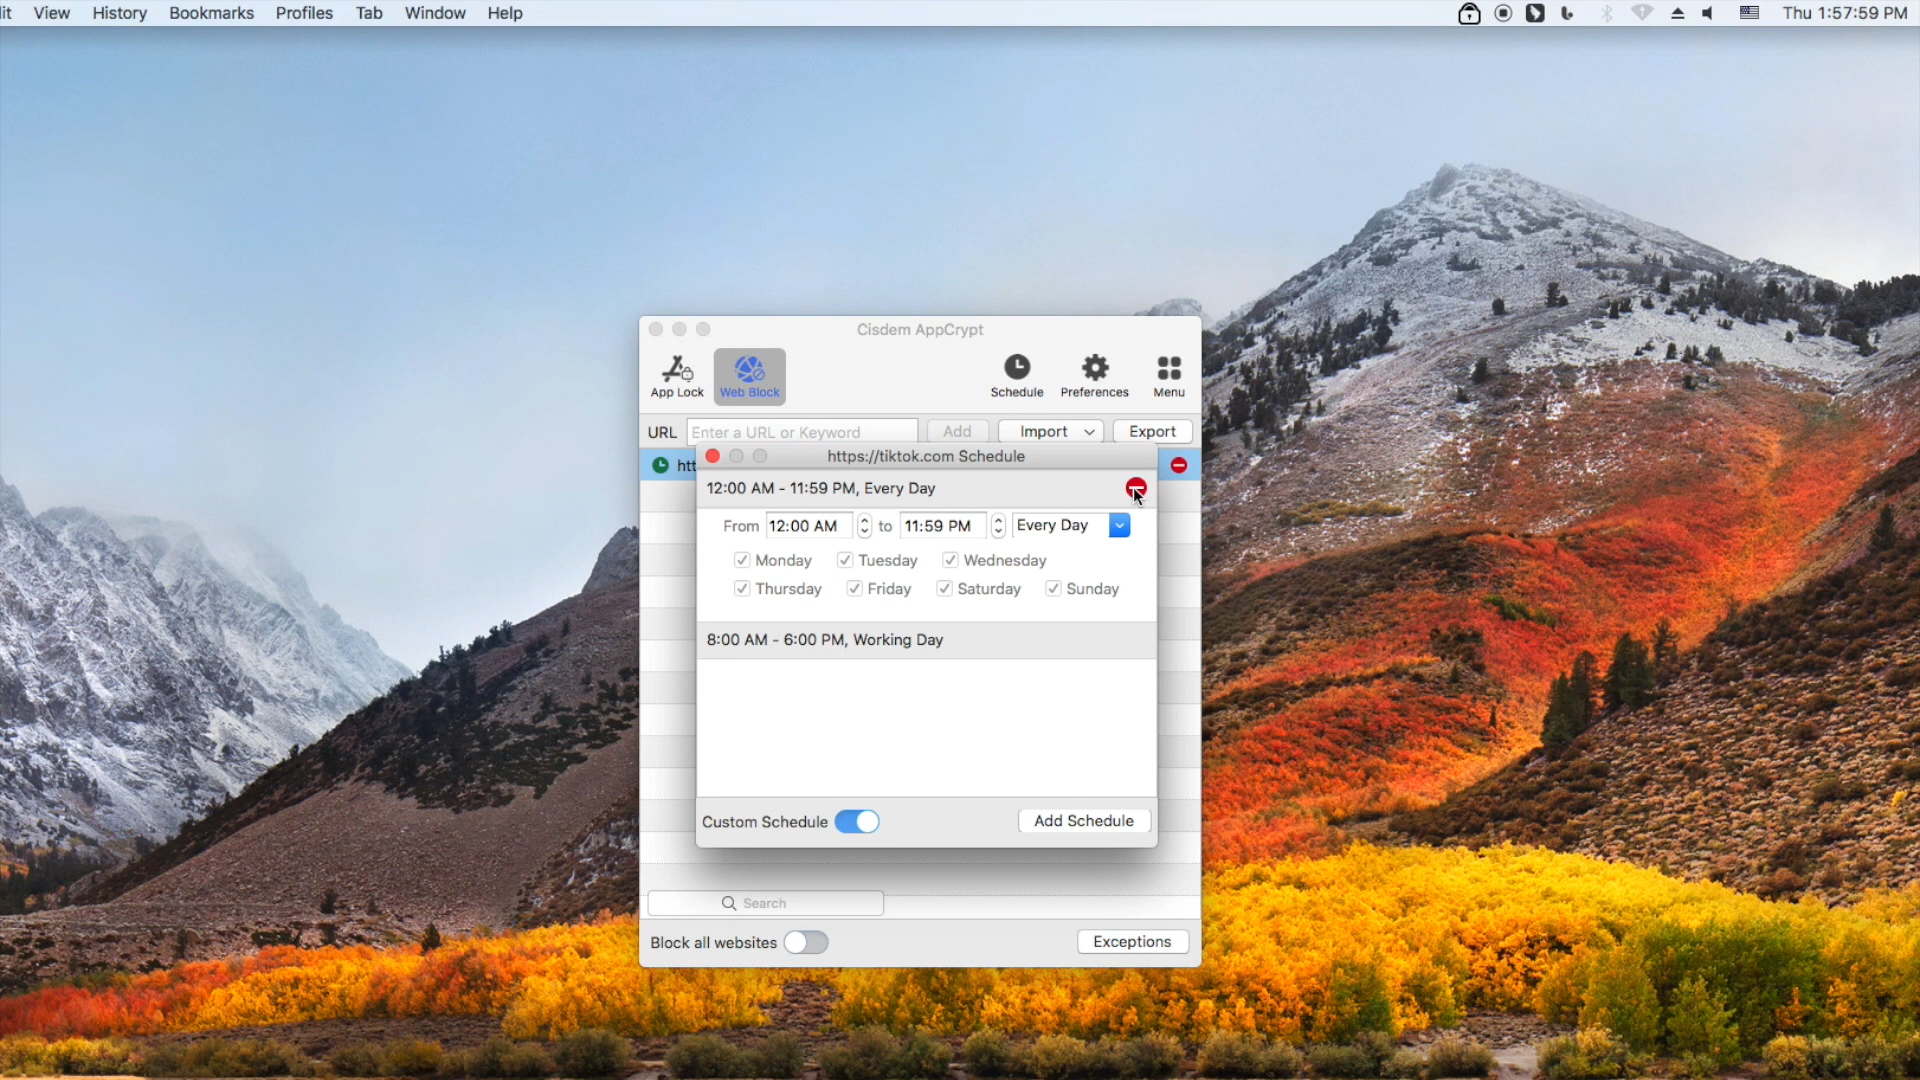 it View History Bookmarks Profiles Tab Window Help Thu 1:57:59 PM
Cisdem AppCrypt
App Lock Web Block Schedule Preferences Menu
URL Enter a URL or Keyword Add Import Export
htt
https://tiktok.com Schedule
12:00 AM - 11:59 PM, Every Day
From 12:00 AM to 11:59 PM Every Day
Monday Tuesday Wednesday
Thursday Friday Saturday Sunday
8:00 AM - 6:00 PM, Working Day
Custom Schedule Add Schedule
Search
Block all websites Exceptions